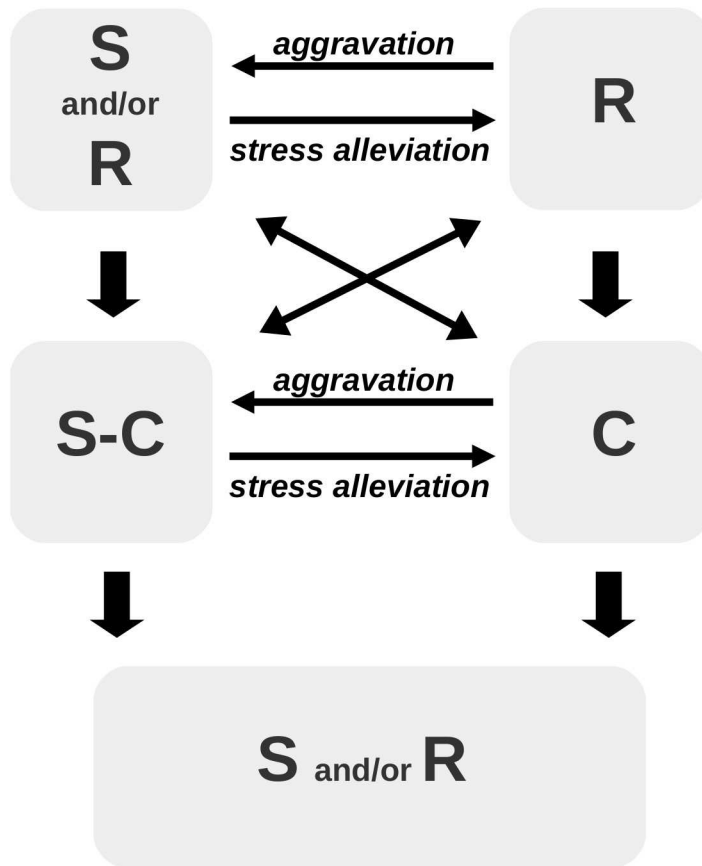 S
and/or
R
aggravation
stress alleviation
R
S-C
aggravation
stress alleviation
C
S and/or R